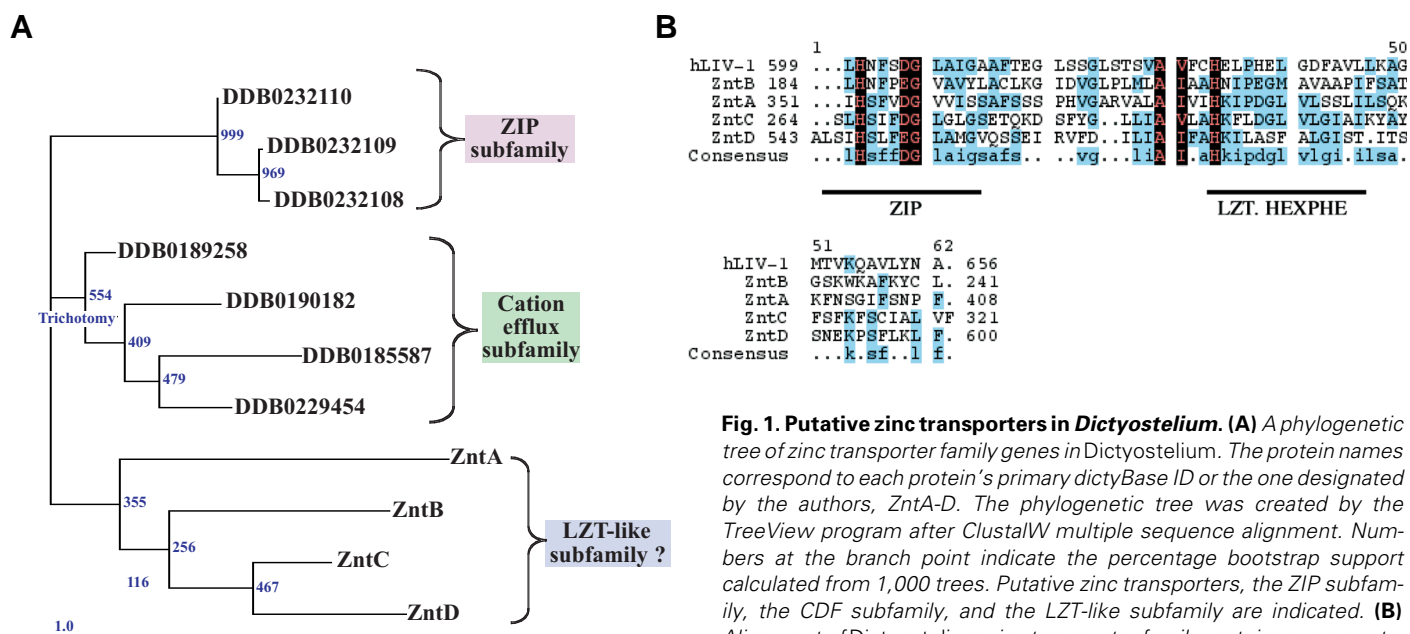 A
DDB0232110
999
DDB0232109
969
DDB0232108
ZIP
subfamily
DDB0189258
554
DDB0190182
Trichotomy
409
DDB0185587
479
DDB0229454
Cation
efflux
subfamily
ZntA
355
ZntB
256
ZntC
116
467
ZntD
LZT-like
subfamily ?
1.0
B
1 50
hLIV-1 599 ...LHNFSDG LAIGAAFTEG LSSGLSTSVA VFCHELPHEL GDFAVLLKAG
ZntB 184 ...LHNFPEG VAVYLACLKG IDVGLPLMLA IAAHNIPEGM AVAAPIFSAT
ZntA 351 ...IHSFVDG VVISSAFSSS PHVGARVALA IVIHKIPDGL VLSSLILSQK
ZntC 264 ..SLHSIFDG LGLGSETQKD SFYG..LLIA VLAHKFLDGL VLGIAIKYAY
ZntD 543 ALSIHSLFEG LAMGVQSSEI RVFD..ILIA IFAHKILASF ALGIST.ITS
Consensus ...lHsffDG laigsafs.. ..vg...liA I.aHkipdgl vlgi.ilsa.
ZIP LZT. HEXPHE
51 62
hLIV-1 MTVKQAVLYN A. 656
ZntB GSKWKAFKYC L. 241
ZntA KFNSGIFSNP F. 408
ZntC FSFKFSCIAL VF 321
ZntD SNEKPSFLKL F. 600
Consensus ...k.sf..l f.
Fig. 1. Putative zinc transporters in Dictyostelium. (A) A phylogenetic
tree of zinc transporter family genes in Dictyostelium. The protein names
correspond to each protein's primary dictyBase ID or the one designated
by the authors, ZntA-D. The phylogenetic tree was created by the
TreeView program after ClustalW multiple sequence alignment. Num-
bers at the branch point indicate the percentage bootstrap support
calculated from 1,000 trees. Putative zinc transporters, the ZIP subfam-
ily, the CDF subfamily, and the LZT-like subfamily are indicated. (B)